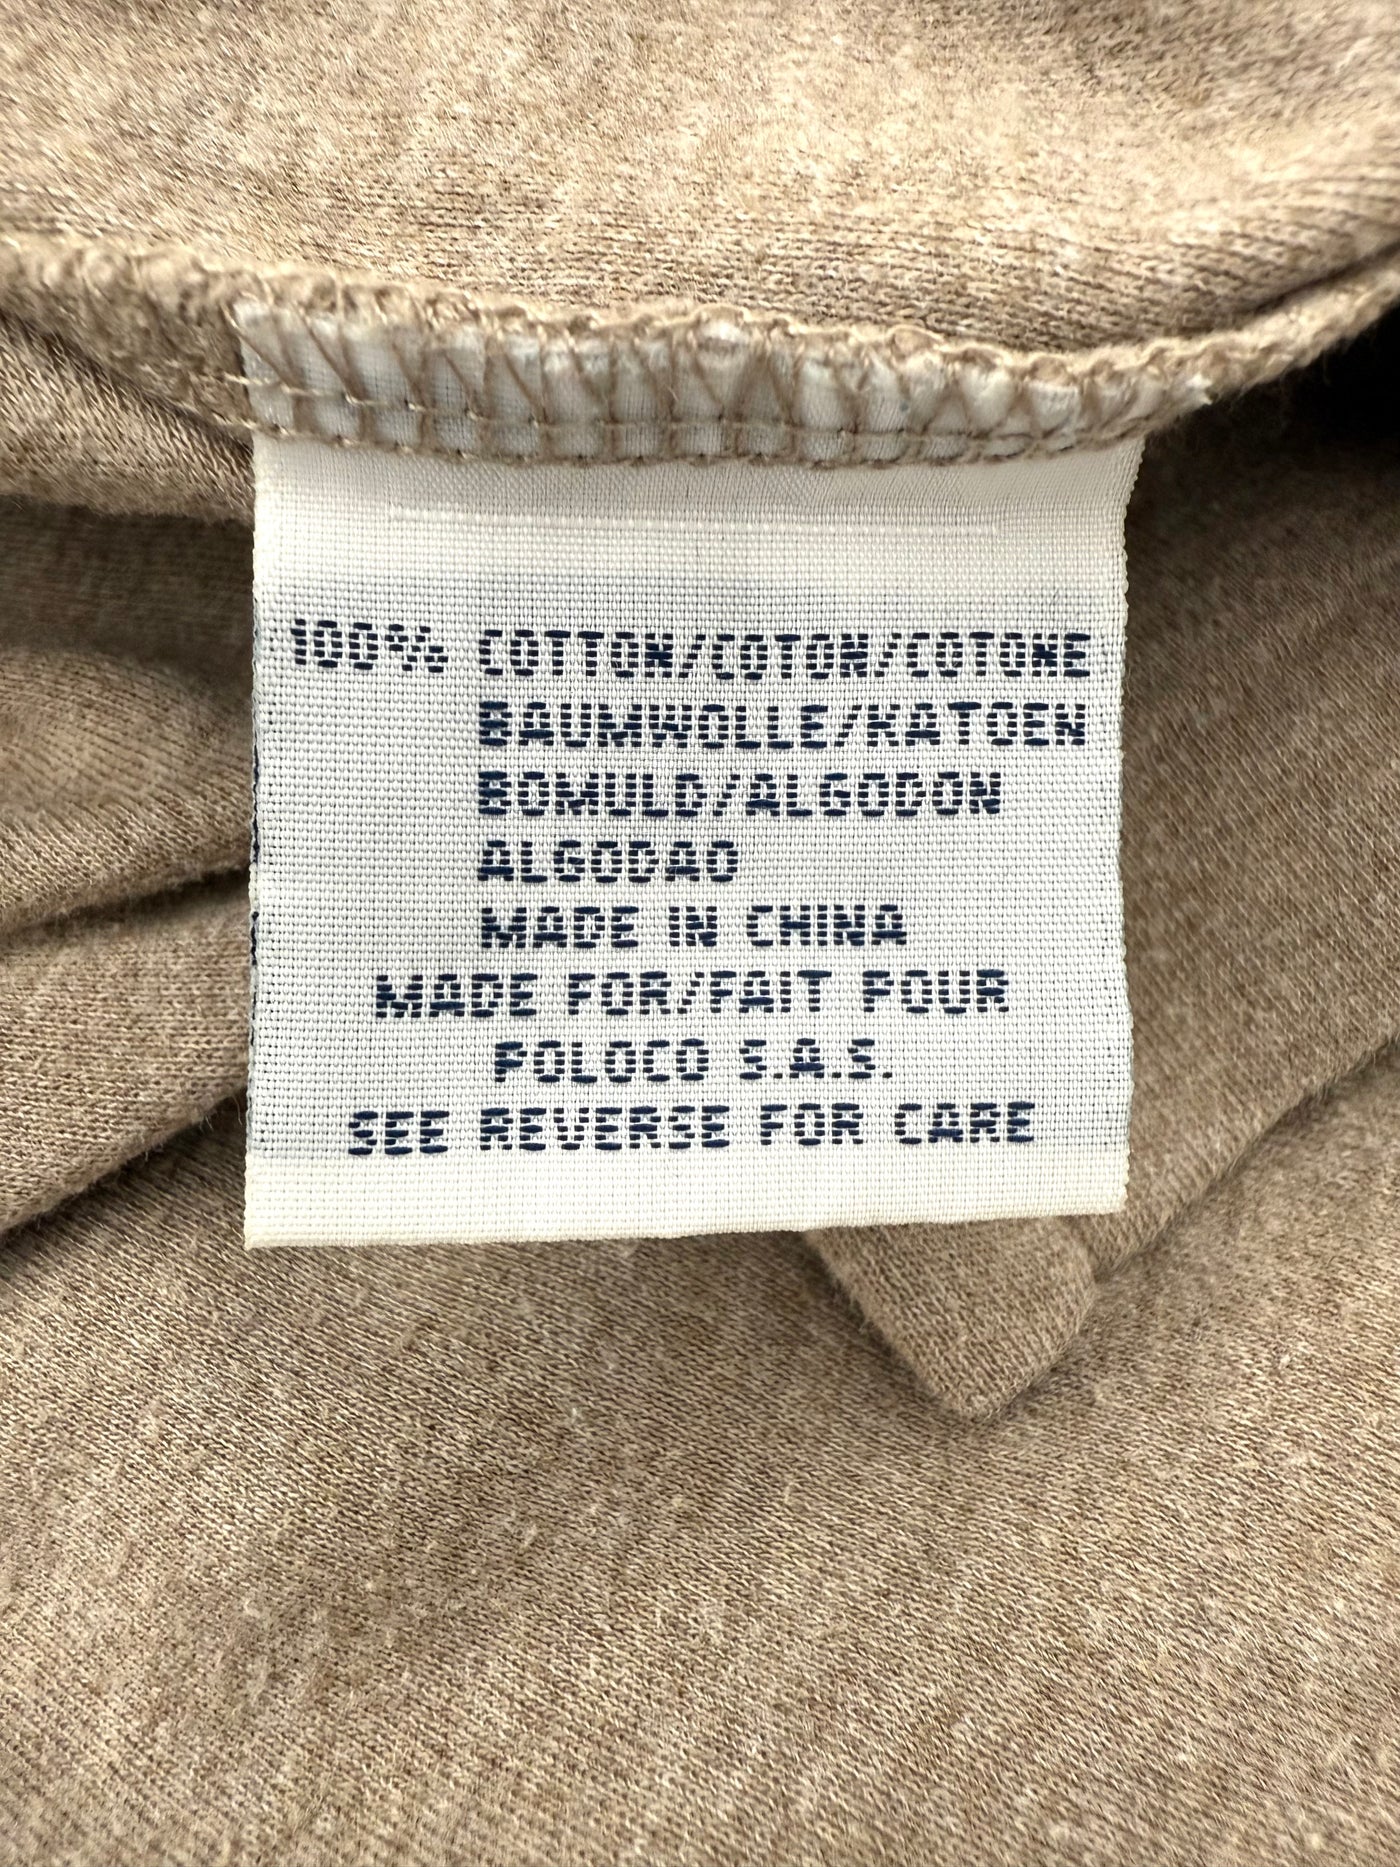 100% COTTON/COTON/COTONE
BAUMWOLLE/KATOEN
BOMULD/ALGODON
ALGODAO
MADE IN CHINA
MADE FOR/FAIT POUR
POLOCO S.A.S.
SEE REVERSE FOR CARE